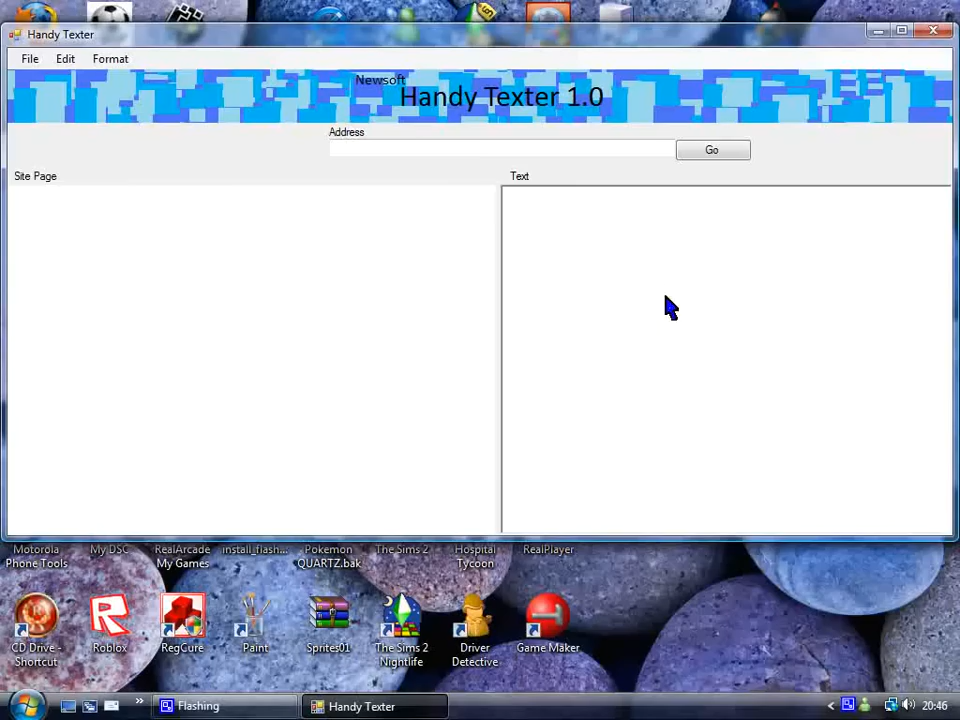 Handy Texter
File Edit Format
Newsoft
Handy Texter 1.0
Address
Go
Site Page
Text
Motorola Phone Tools
My DSC
RealArcade My Games
install_flash...
Pokemon QUARTZ.bak
The Sims 2
Hospital Tycoon
RealPlayer
CD Drive - Shortcut
Roblox
RegCure
Paint
Sprites01
The Sims 2 Nightlife
Driver Detective
Game Maker
Flashing
Handy Texter
20:46